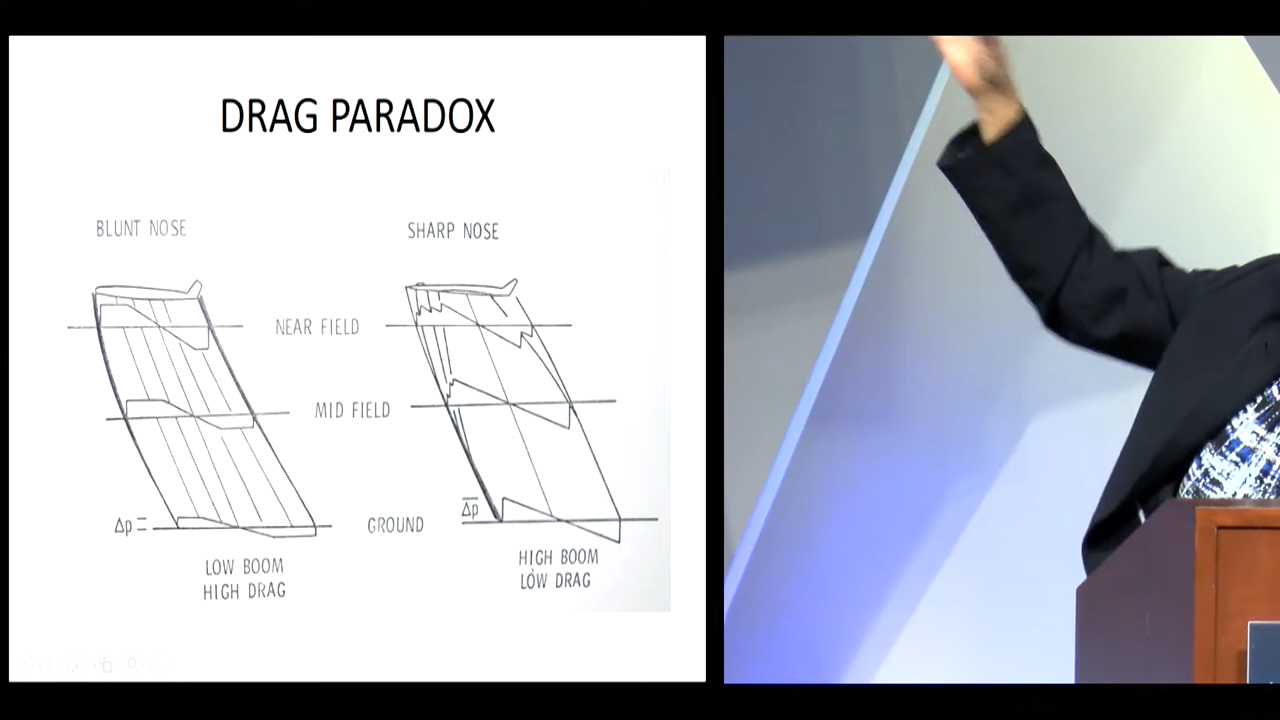 DRAG PARADOX
BLUNT NOSE
SHARP NOSE
NEAR FIELD
MID FIELD
Δp
Δp
GROUND
LOW BOOM
HIGH DRAG
HIGH BOOM
LOW DRAG